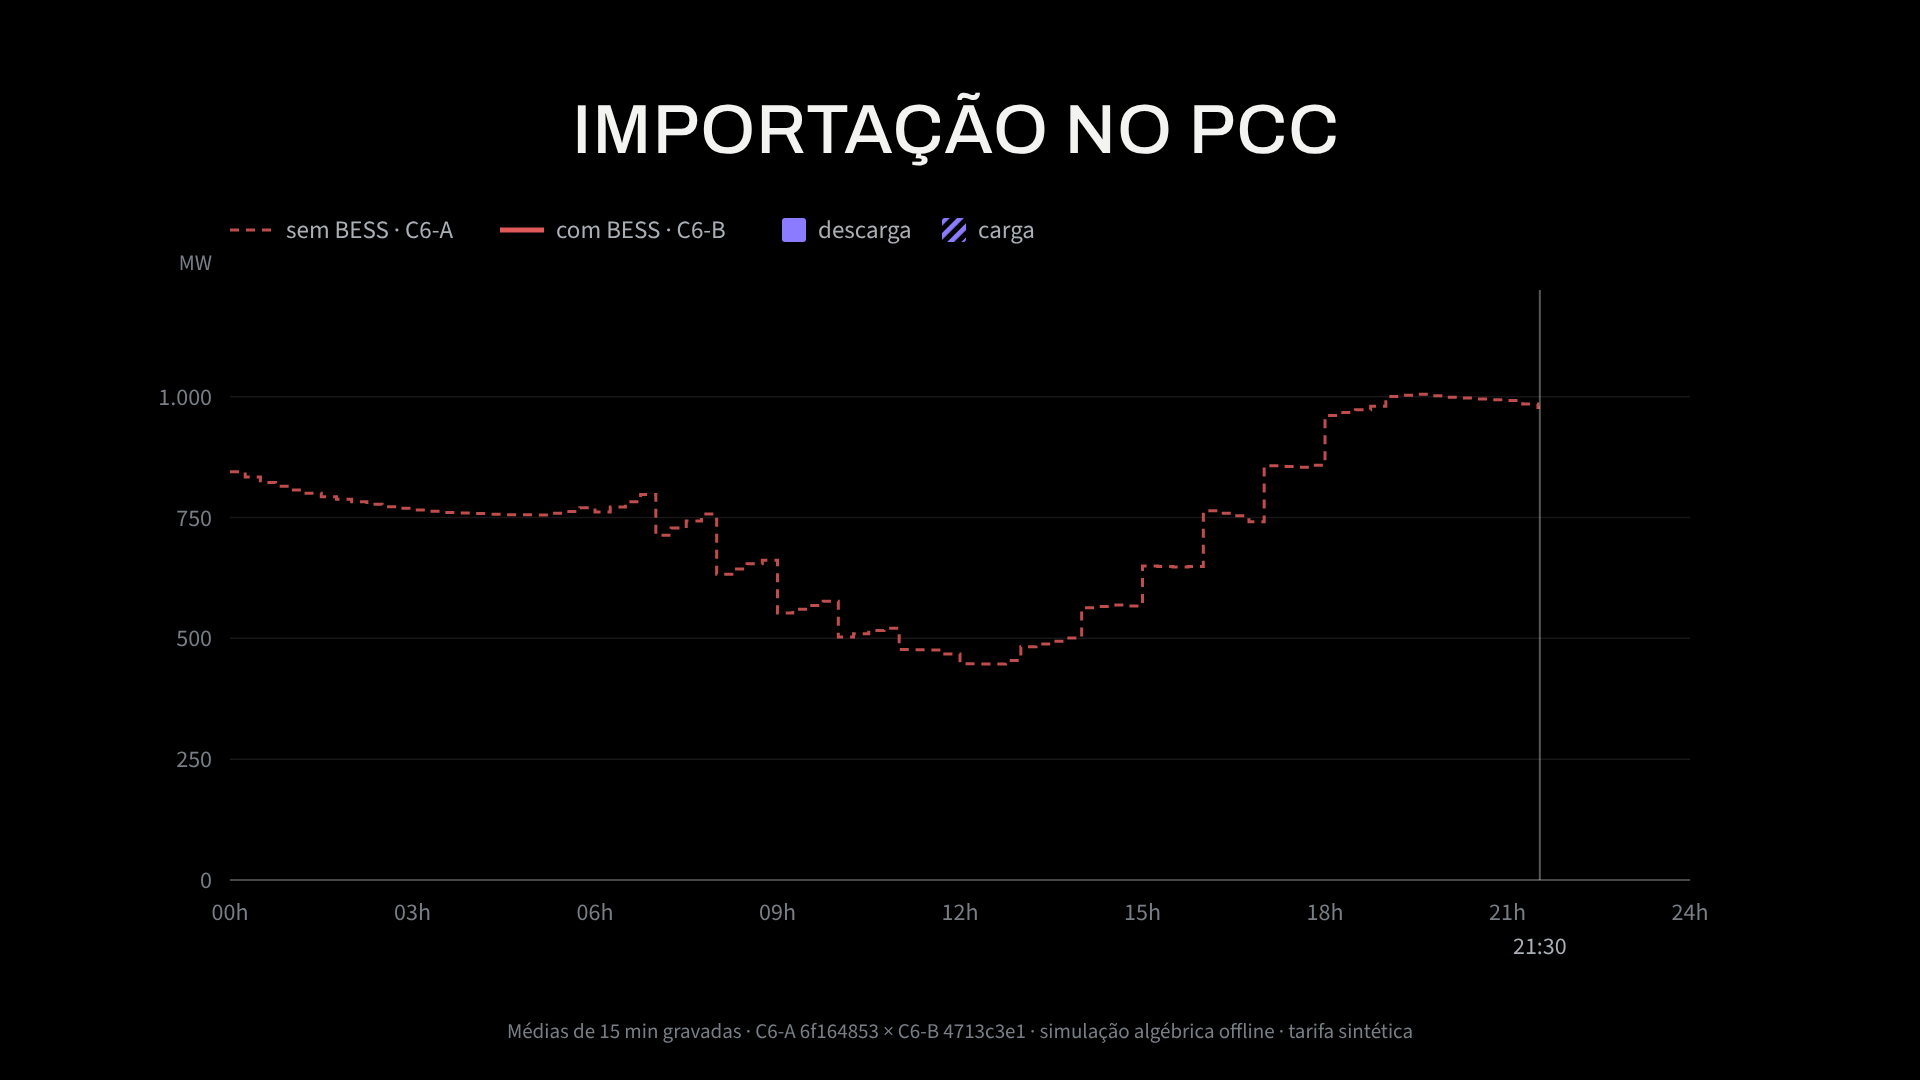 IMPORTAÇÃO NO PCC
sem BESS · C6-A
com BESS · C6-B
descarga
carga
MW
1.000
750
500
250
0
00h 03h 06h 09h 12h 15h 18h 21h 24h
21:30
Médias de 15 min gravadas · C6-A 6f164853 × C6-B 4713c3e1 · simulação algébrica offline · tarifa sintética